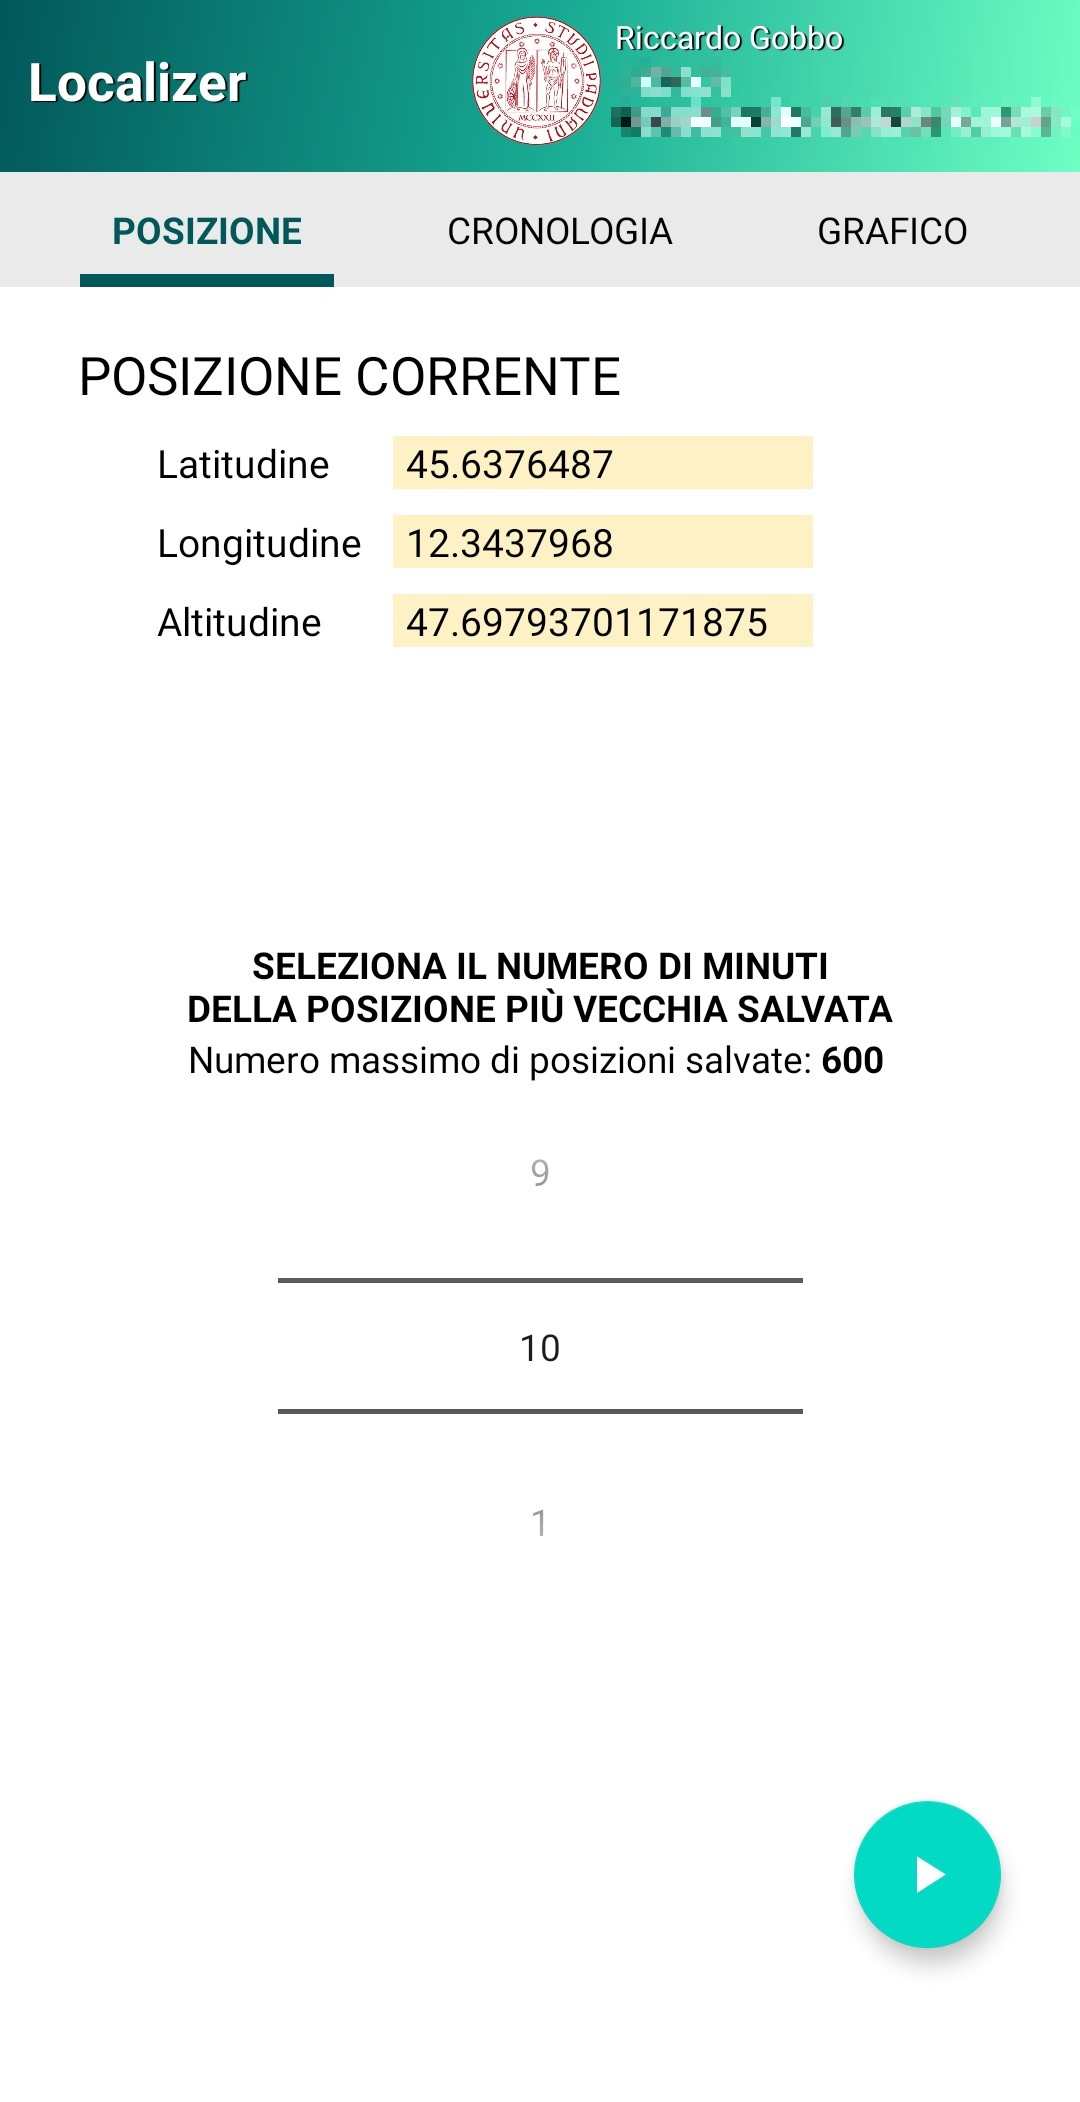 Localizer
UNIVERSITAS STUDII PADUANI
MCCXXII
Riccardo Gobbo
POSIZIONE CRONOLOGIA GRAFICO
POSIZIONE CORRENTE
Latitudine 45.6376487
Longitudine 12.3437968
Altitudine 47.69793701171875
SELEZIONA IL NUMERO DI MINUTI
DELLA POSIZIONE PIÙ VECCHIA SALVATA
Numero massimo di posizioni salvate: 600
9
10
1